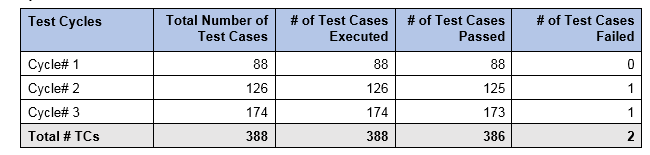 Test Cycles Total Number of Test Cases # of Test Cases Executed # of Test Cases Passed # of Test Cases Failed
Cycle# 1 88 88 88 0
Cycle# 2 126 126 125 1
Cycle# 3 174 174 173 1
Total # TCs 388 388 386 2